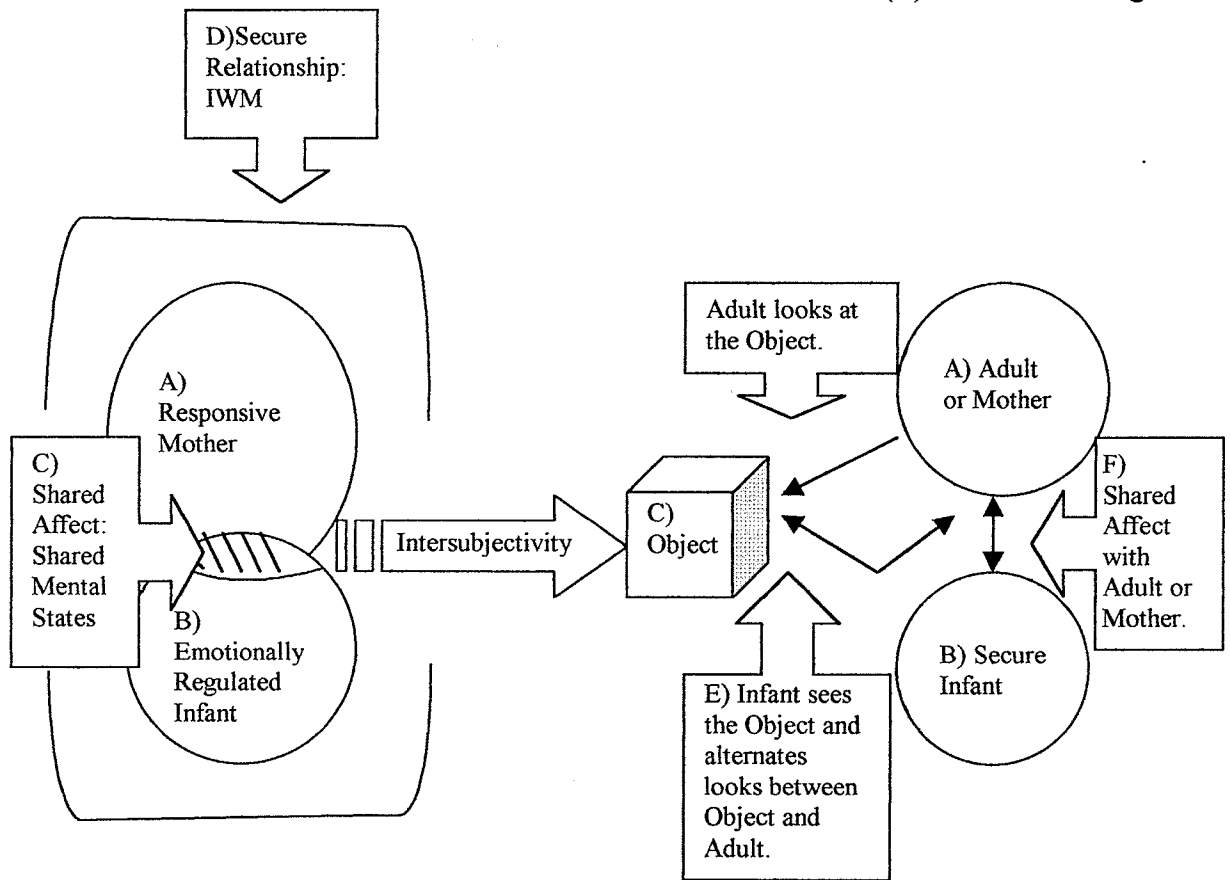 D)Secure
Relationship:
IWM
A)
Responsive
Mother
C)
Shared
Affect:
Shared
Mental
States
B)
Emotionally
Regulated
Infant
Intersubjectivity
C)
Object
Adult looks at
the Object.
A) Adult
or Mother
F)
Shared
Affect
with
Adult or
Mother.
B) Secure
Infant
E) Infant sees
the Object and
alternates
looks between
Object and
Adult.